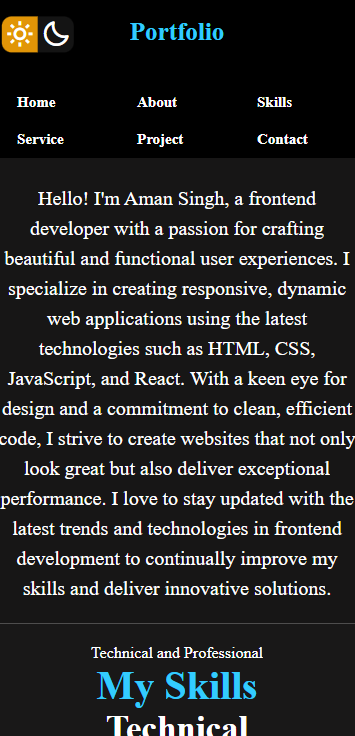 Portfolio
Home About Skills
Service Project Contact
Hello! I'm Aman Singh, a frontend
developer with a passion for crafting
beautiful and functional user experiences. I
specialize in creating responsive, dynamic
web applications using the latest
technologies such as HTML, CSS,
JavaScript, and React. With a keen eye for
design and a commitment to clean, efficient
code, I strive to create websites that not only
look great but also deliver exceptional
performance. I love to stay updated with the
latest trends and technologies in frontend
development to continually improve my
skills and deliver innovative solutions.
Technical and Professional
My Skills
Technical